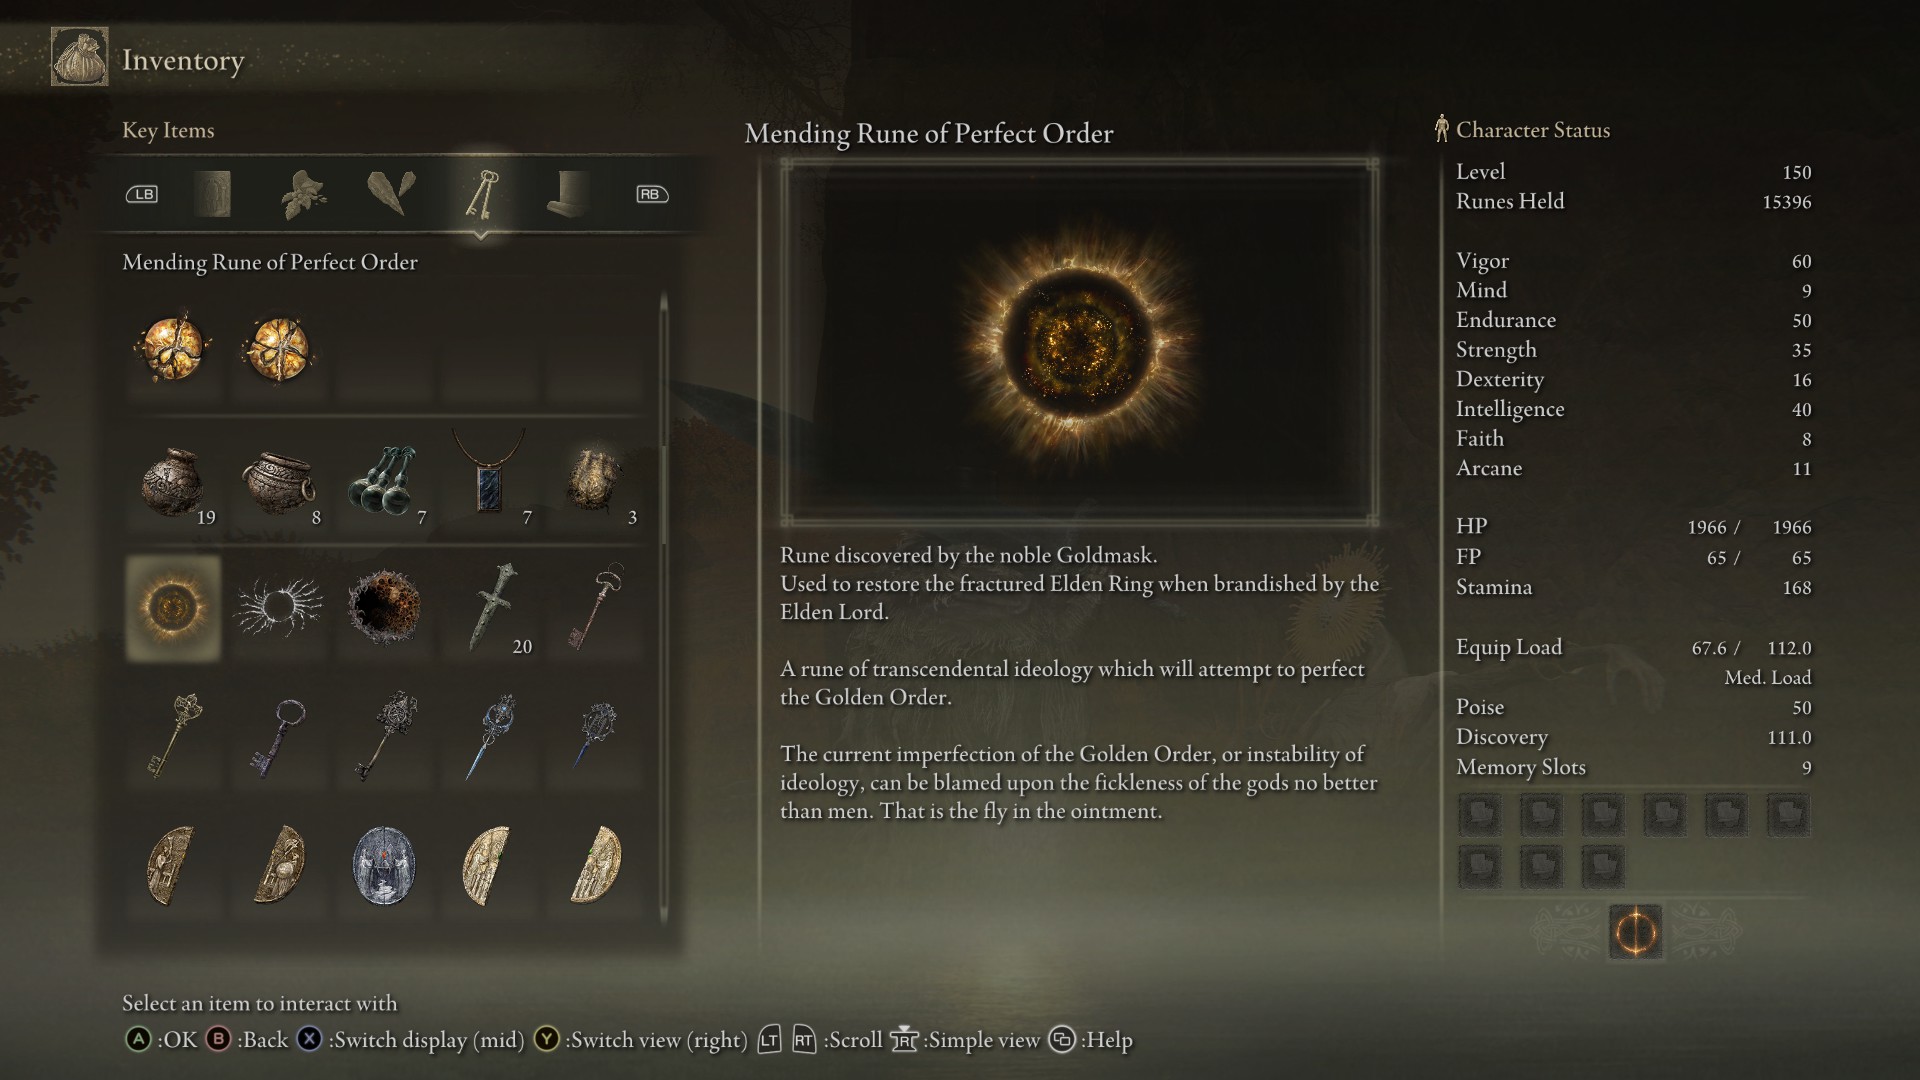 Inventory
Key Items
LB
RB
Mending Rune of Perfect Order
19
8
7
7
3
20
Mending Rune of Perfect Order
Rune discovered by the noble Goldmask.
Used to restore the fractured Elden Ring when brandished by the
Elden Lord.
A rune of transcendental ideology which will attempt to perfect
the Golden Order.
The current imperfection of the Golden Order, or instability of
ideology, can be blamed upon the fickleness of the gods no better
than men. That is the fly in the ointment.
Character Status
Level 150
Runes Held 15396
Vigor 60
Mind 9
Endurance 50
Strength 35
Dexterity 16
Intelligence 40
Faith 8
Arcane 11
HP 1966 / 1966
FP 65 / 65
Stamina 168
Equip Load 67.6 / 112.0
Med. Load
Poise 50
Discovery 111.0
Memory Slots 9
Select an item to interact with
A :OK B :Back X :Switch display (mid) Y :Switch view (right) LT RT :Scroll R :Simple view :Help